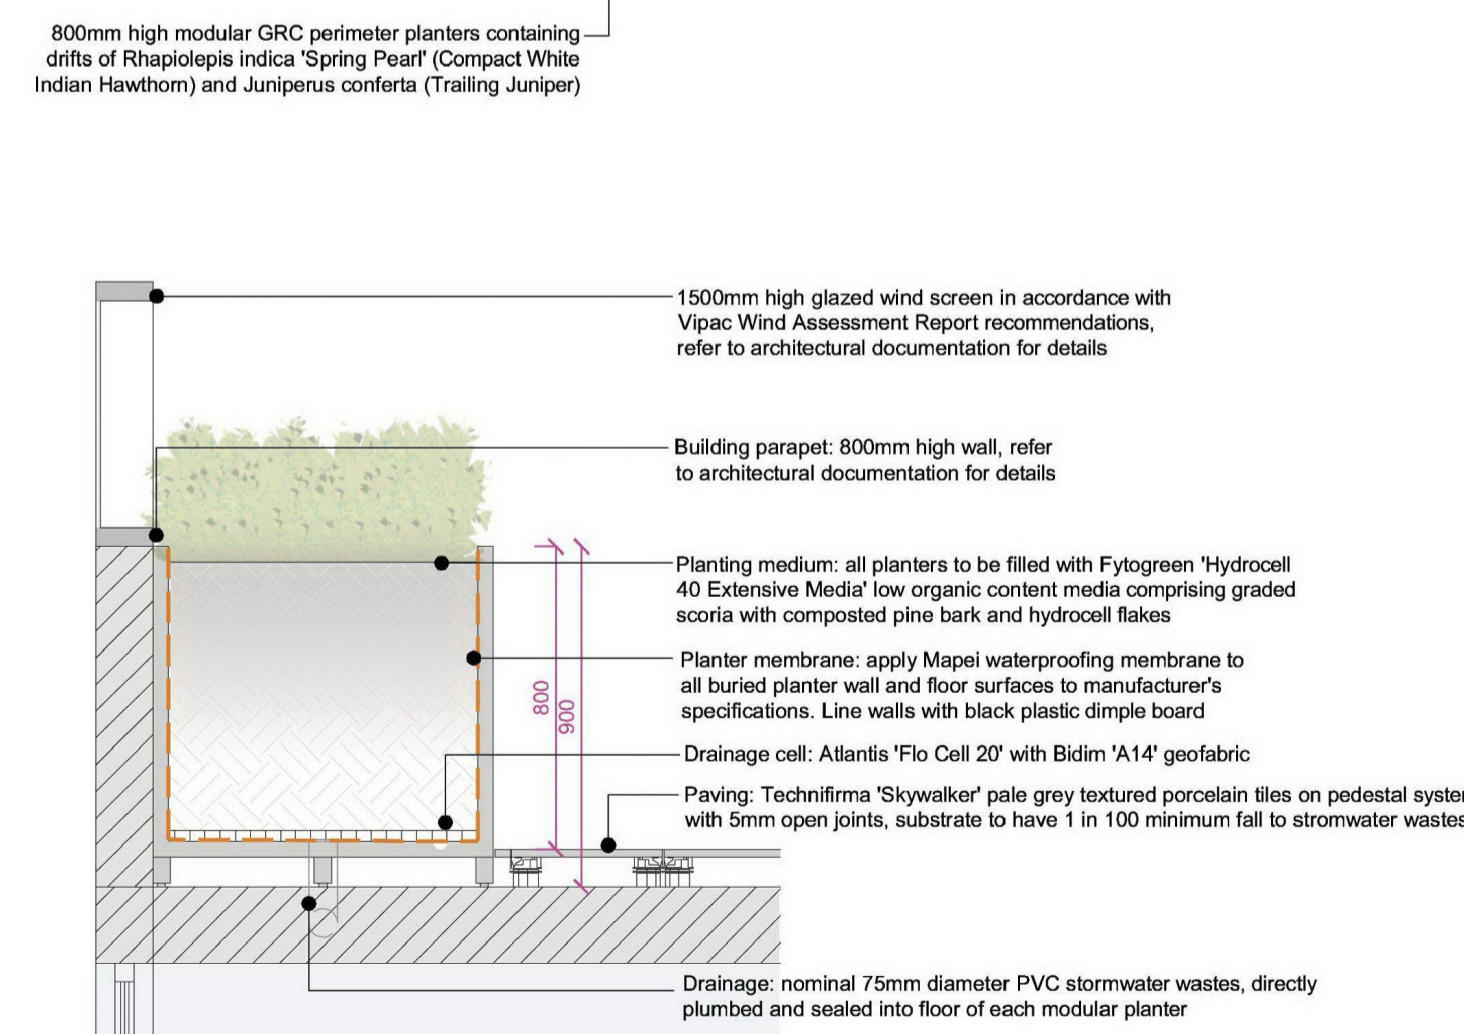 800mm high modular GRC perimeter planters containing
drifts of Rhapiolepis indica 'Spring Pearl' (Compact White
Indian Hawthorn) and Juniperus conferta (Trailing Juniper)
1500mm high glazed wind screen in accordance with
Vipac Wind Assessment Report recommendations,
refer to architectural documentation for details
Building parapet: 800mm high wall, refer
to architectural documentation for details
Planting medium: all planters to be filled with Fytogreen 'Hydrocell
40 Extensive Media' low organic content media comprising graded
scoria with composted pine bark and hydrocell flakes
Planter membrane: apply Mapei waterproofing membrane to
all buried planter wall and floor surfaces to manufacturer's
specifications. Line walls with black plastic dimple board
800
900
Drainage cell: Atlantis 'Flo Cell 20' with Bidim 'A14' geofabric
Paving: Technifirma 'Skywalker' pale grey textured porcelain tiles on pedestal syste
with 5mm open joints, substrate to have 1 in 100 minimum fall to stromwater wastes
Drainage: nominal 75mm diameter PVC stormwater wastes, directly
plumbed and sealed into floor of each modular planter